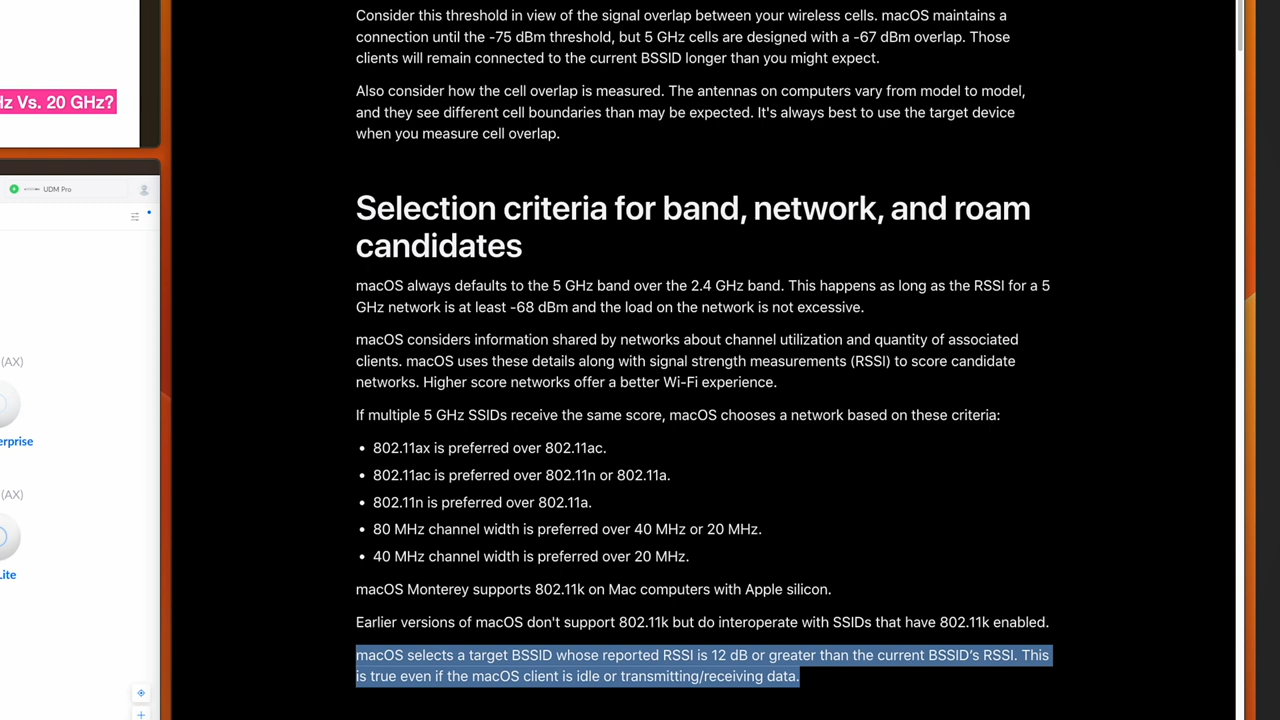 Consider this threshold in view of the signal overlap between your wireless cells. macOS maintains a
connection until the -75 dBm threshold, but 5 GHz cells are designed with a -67 dBm overlap. Those
clients will remain connected to the current BSSID longer than you might expect.
Also consider how the cell overlap is measured. The antennas on computers vary from model to model,
and they see different cell boundaries than may be expected. It's always best to use the target device
when you measure cell overlap.
Selection criteria for band, network, and roam
candidates
macOS always defaults to the 5 GHz band over the 2.4 GHz band. This happens as long as the RSSI for a 5
GHz network is at least -68 dBm and the load on the network is not excessive.
macOS considers information shared by networks about channel utilization and quantity of associated
clients. macOS uses these details along with signal strength measurements (RSSI) to score candidate
networks. Higher score networks offer a better Wi-Fi experience.
If multiple 5 GHz SSIDs receive the same score, macOS chooses a network based on these criteria:
• 802.11ax is preferred over 802.11ac.
• 802.11ac is preferred over 802.11n or 802.11a.
• 802.11n is preferred over 802.11a.
• 80 MHz channel width is preferred over 40 MHz or 20 MHz.
• 40 MHz channel width is preferred over 20 MHz.
macOS Monterey supports 802.11k on Mac computers with Apple silicon.
Earlier versions of macOS don't support 802.11k but do interoperate with SSIDs that have 802.11k enabled.
macOS selects a target BSSID whose reported RSSI is 12 dB or greater than the current BSSID’s RSSI. This
is true even if the macOS client is idle or transmitting/receiving data.
Hz Vs. 20 GHz?
UDM Pro
(AX)
erprise
(AX)
Lite